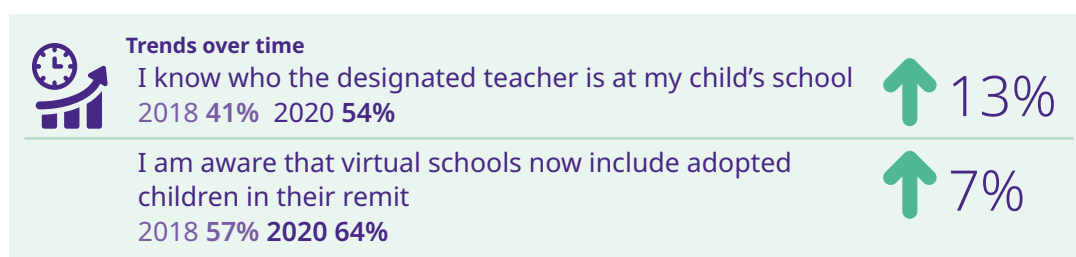 Trends over time
I know who the designated teacher is at my child’s school
2018 41% 2020 54%
13%
I am aware that virtual schools now include adopted
children in their remit
2018 57% 2020 64%
7%